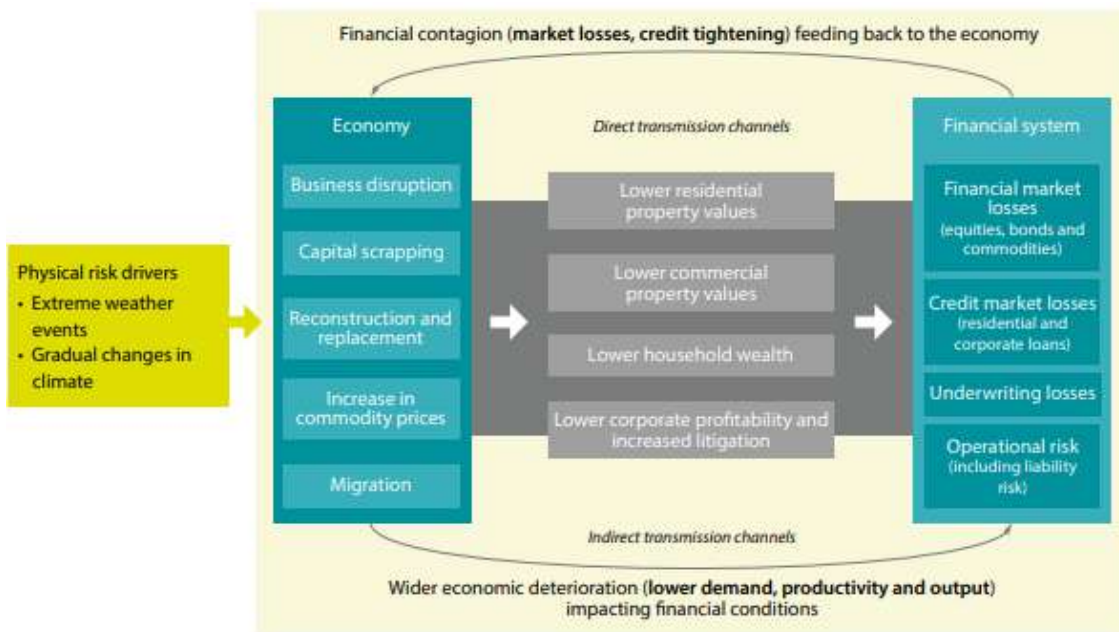 Financial contagion (market losses, credit tightening) feeding back to the economy
Physical risk drivers
• Extreme weather
events
• Gradual changes in
climate
Economy
Business disruption
Capital scrapping
Reconstruction and
replacement
Increase in
commodity prices
Migration
Direct transmission channels
Lower residential
property values
Lower commercial
property values
Lower household wealth
Lower corporate profitability and
increased litigation
Indirect transmission channels
Financial system
Financial market
losses
(equities, bonds and
commodities)
Credit market losses
(residential and
corporate loans)
Underwriting losses
Operational risk
(including liability
risk)
Wider economic deterioration (lower demand, productivity and output)
impacting financial conditions